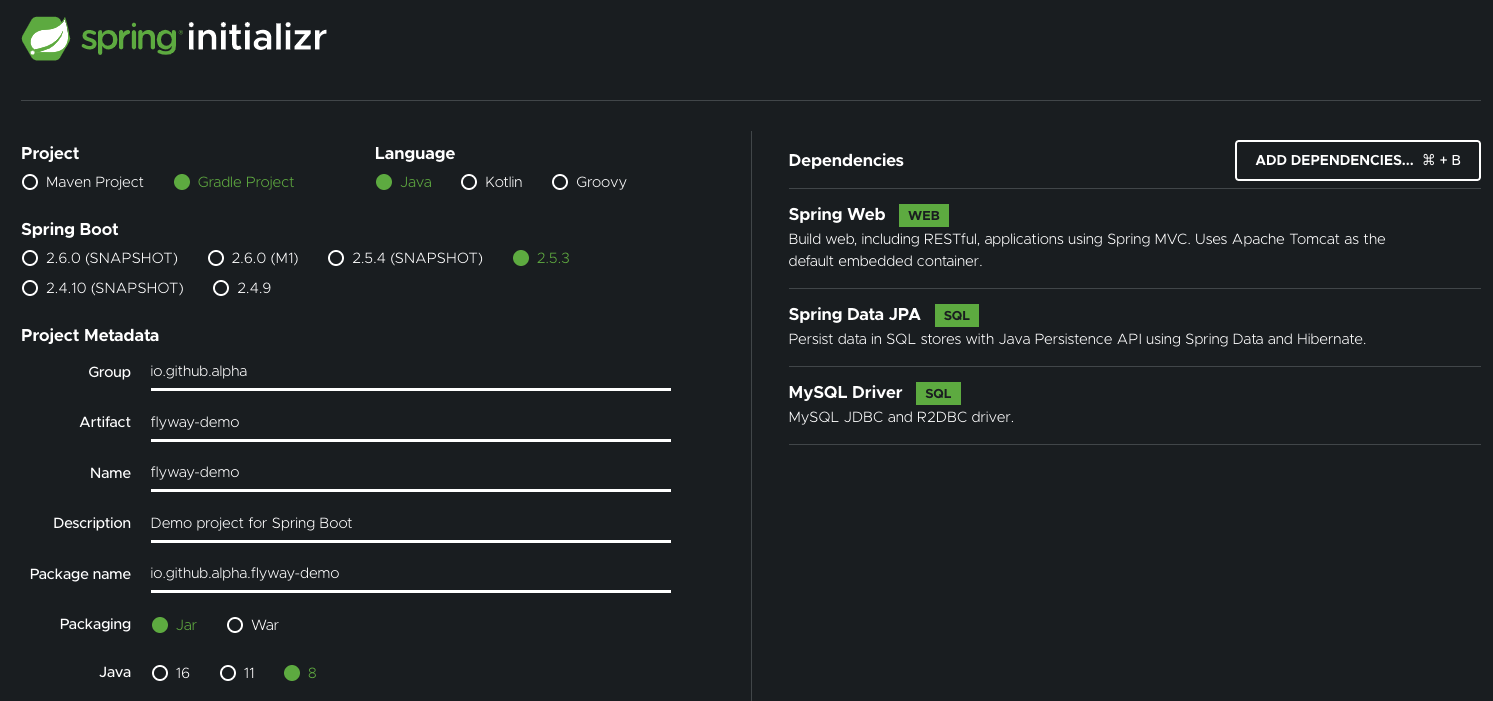 spring initializr
Project
Maven Project Gradle Project
Language
Java Kotlin Groovy
Spring Boot
2.6.0 (SNAPSHOT) 2.6.0 (M1) 2.5.4 (SNAPSHOT) 2.5.3
2.4.10 (SNAPSHOT) 2.4.9
Project Metadata
Group io.github.alpha
Artifact flyway-demo
Name flyway-demo
Description Demo project for Spring Boot
Package name io.github.alpha.flyway-demo
Packaging Jar War
Java 16 11 8
Dependencies ADD DEPENDENCIES... ⌘ + B
Spring Web WEB
Build web, including RESTful, applications using Spring MVC. Uses Apache Tomcat as the
default embedded container.
Spring Data JPA SQL
Persist data in SQL stores with Java Persistence API using Spring Data and Hibernate.
MySQL Driver SQL
MySQL JDBC and R2DBC driver.